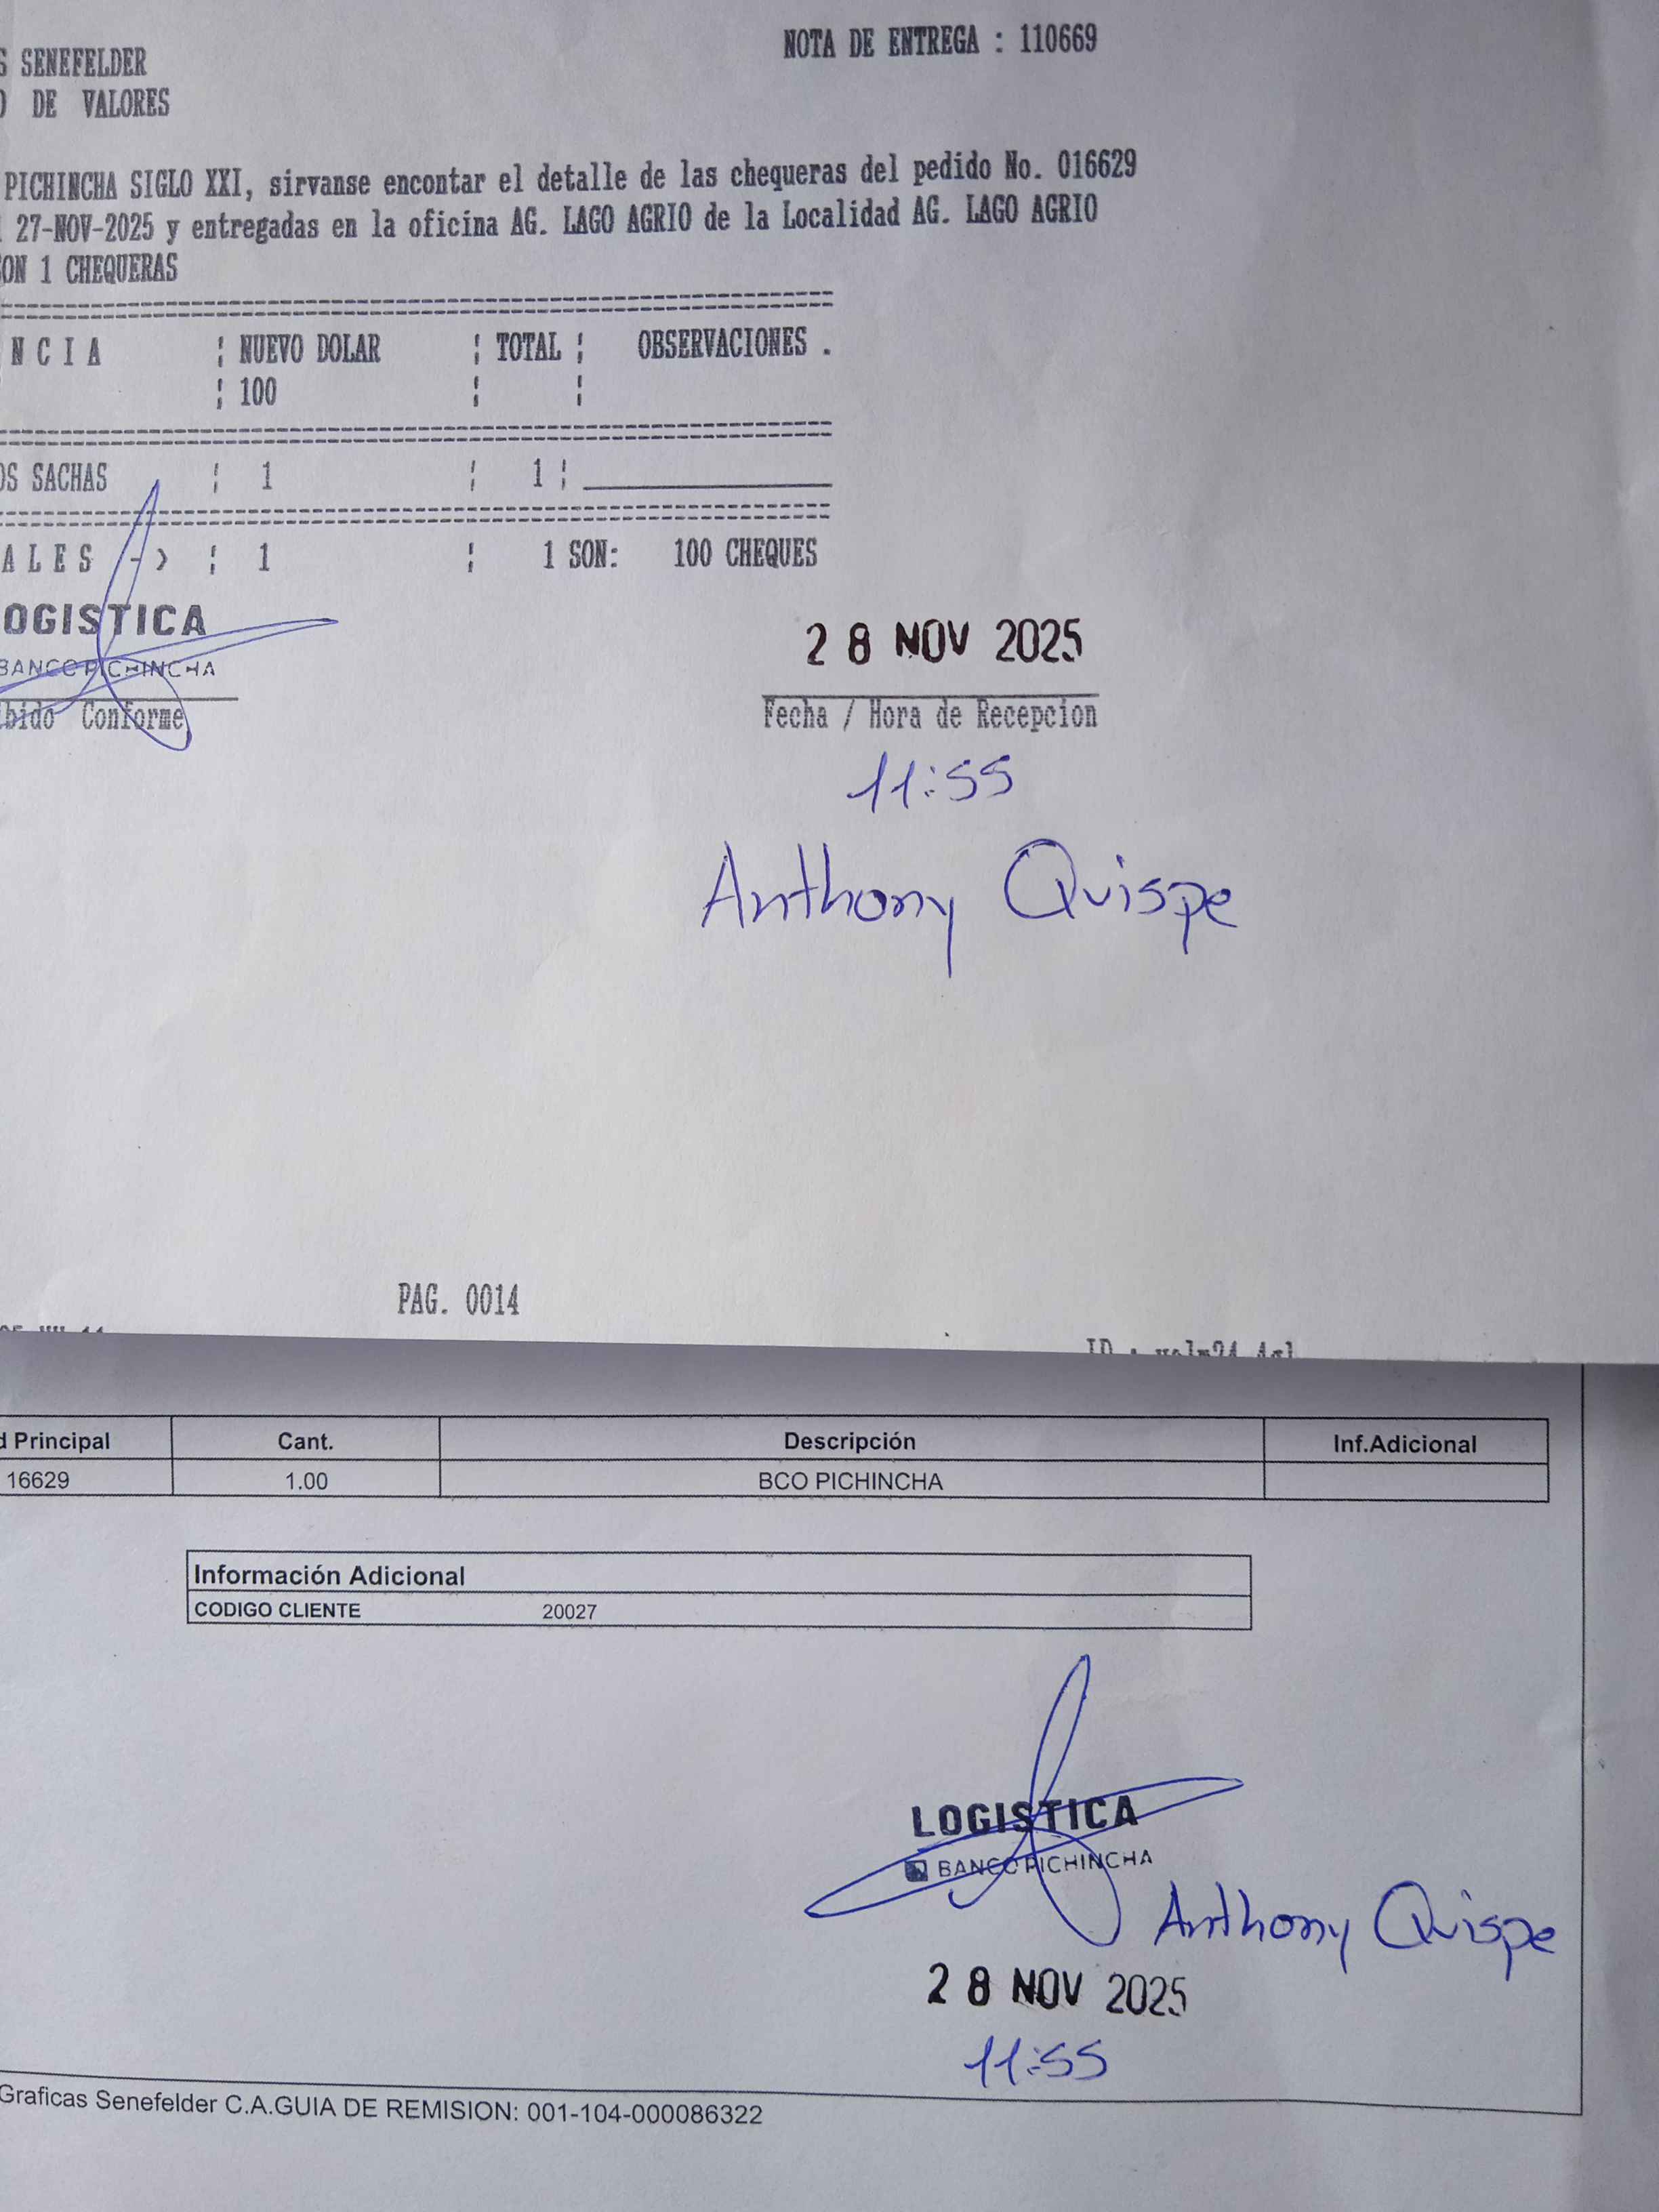 S SENEFELDER
NOTA DE ENTREGA : 110669
DE VALORES
PICHINCHA SIGLO XXI, sirvanse encontar el detalle de las chequeras del pedido No. 016629
27-NOV-2025 y entregadas en la oficina AG. LAGO AGRIO de la Localidad AG. LAGO AGRIO
ON 1 CHEQUERAS
N C I A ¦ NUEVO DOLAR ¦ TOTAL ¦ OBSERVACIONES .
¦ 100 ¦ ¦
OS SACHAS ¦ 1 ¦ 1 ¦
A L E S -> ¦ 1 ¦ 1 SON: 100 CHEQUES
OGISTICA
BANCO PICHINCHA
bido Conforme
28 NOV 2025
Fecha / Hora de Recepcion
11:55
Anthony Quispe
PAG. 0014
d Principal Cant. Descripción Inf.Adicional
16629 1.00 BCO PICHINCHA
Información Adicional
CODIGO CLIENTE 20027
LOGISTICA
BANCO PICHINCHA
Anthony Quispe
28 NOV 2025
11:55
Graficas Senefelder C.A.GUIA DE REMISION: 001-104-000086322